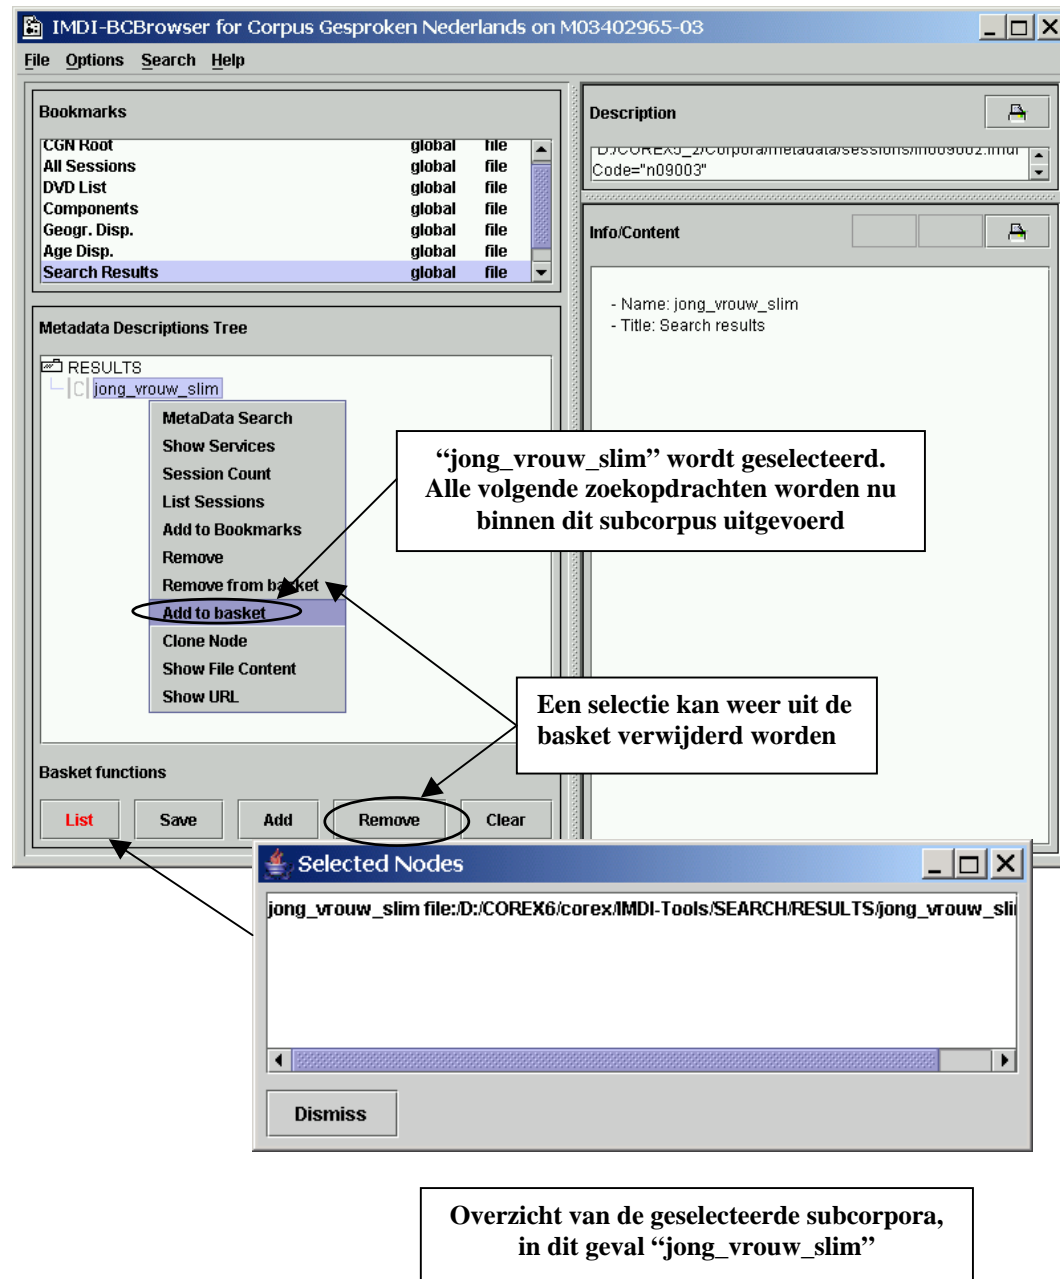 IMDI-BCBrowser for Corpus Gesproken Nederlands on M03402965-03
File Options Search Help
Bookmarks
CGN Root global file
All Sessions global file
DVD List global file
Components global file
Geogr. Disp. global file
Age Disp. global file
Search Results global file
Description
D:/COREX5_2/Corpora/metadata/sessions/fn009002.imdi
Code="n09003"
Info/Content
- Name: jong_vrouw_slim
- Title: Search results
Metadata Descriptions Tree
RESULTS
C jong_vrouw_slim
MetaData Search
Show Services
Session Count
List Sessions
Add to Bookmarks
Remove
Remove from basket
Add to basket
Clone Node
Show File Content
Show URL
“jong_vrouw_slim” wordt geselecteerd.
Alle volgende zoekopdrachten worden nu
binnen dit subcorpus uitgevoerd
Een selectie kan weer uit de
basket verwijderd worden
Basket functions
List Save Add Remove Clear
Selected Nodes
jong_vrouw_slim file:/D:/COREX6/corex/IMDI-Tools/SEARCH/RESULTS/jong_vrouw_sli
Dismiss
Overzicht van de geselecteerde subcorpora,
in dit geval “jong_vrouw_slim”